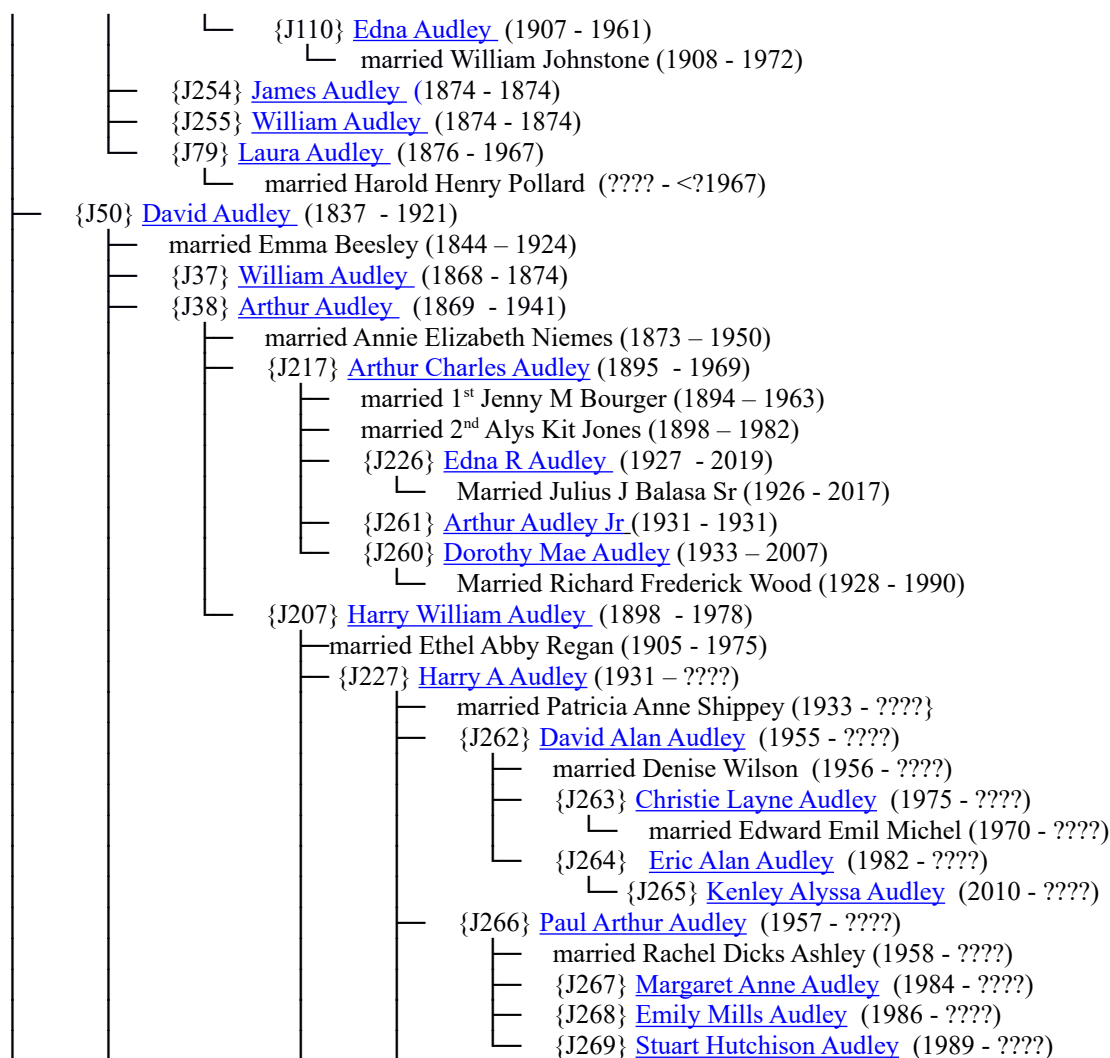 {J110} Edna Audley (1907 - 1961)
married William Johnstone (1908 - 1972)
{J254} James Audley (1874 - 1874)
{J255} William Audley (1874 - 1874)
{J79} Laura Audley (1876 - 1967)
married Harold Henry Pollard (???? - <?1967)
{J50} David Audley (1837 - 1921)
married Emma Beesley (1844 – 1924)
{J37} William Audley (1868 - 1874)
{J38} Arthur Audley (1869 - 1941)
married Annie Elizabeth Niemes (1873 – 1950)
{J217} Arthur Charles Audley (1895 - 1969)
married 1st Jenny M Bourger (1894 – 1963)
married 2nd Alys Kit Jones (1898 – 1982)
{J226} Edna R Audley (1927 - 2019)
Married Julius J Balasa Sr (1926 - 2017)
{J261} Arthur Audley Jr (1931 - 1931)
{J260} Dorothy Mae Audley (1933 – 2007)
Married Richard Frederick Wood (1928 - 1990)
{J207} Harry William Audley (1898 - 1978)
married Ethel Abby Regan (1905 - 1975)
{J227} Harry A Audley (1931 – ????)
married Patricia Anne Shippey (1933 - ????}
{J262} David Alan Audley (1955 - ????)
married Denise Wilson (1956 - ????)
{J263} Christie Layne Audley (1975 - ????)
married Edward Emil Michel (1970 - ????)
{J264} Eric Alan Audley (1982 - ????)
{J265} Kenley Alyssa Audley (2010 - ????)
{J266} Paul Arthur Audley (1957 - ????)
married Rachel Dicks Ashley (1958 - ????)
{J267} Margaret Anne Audley (1984 - ????)
{J268} Emily Mills Audley (1986 - ????)
{J269} Stuart Hutchison Audley (1989 - ????)